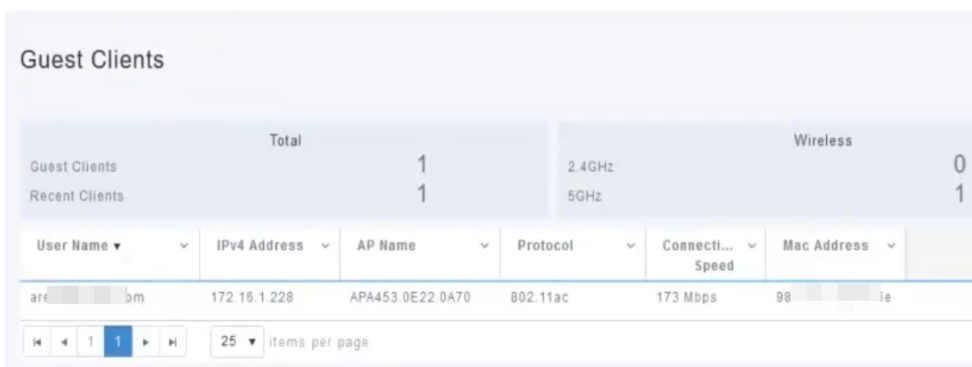 Guest Clients
Total
Wireless
Guest Clients 1
2.4GHz 0
Recent Clients 1
5GHz 1
User Name IPv4 Address AP Name Protocol Connecti... Speed Mac Address
172.16.1.228 APA453.0E22.0A70 802.11ac 173 Mbps 98
1 1 25 items per page